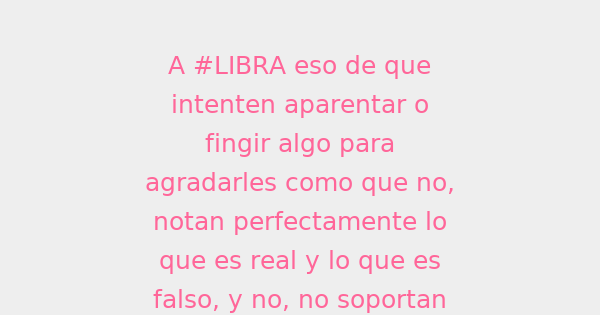 A #LIBRA eso de que
intenten aparentar o
fingir algo para
agradarles como que no,
notan perfectamente lo
que es real y lo que es
falso, y no, no soportan